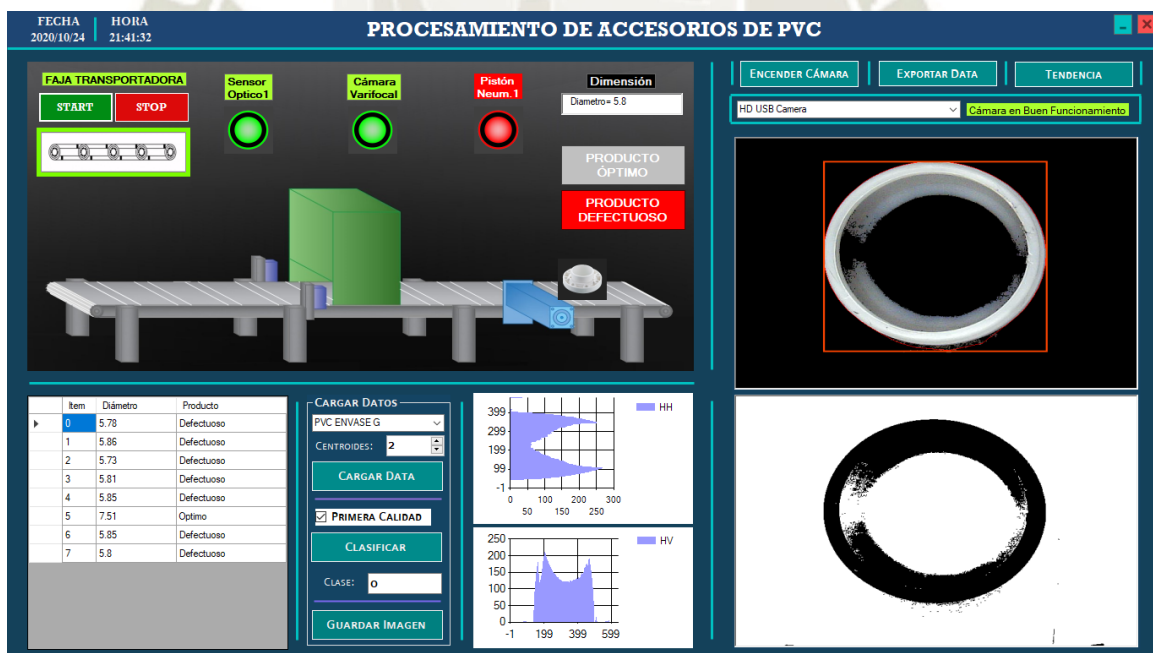 FECHA HORA
2020/10/24 21:41:32
PROCESAMIENTO DE ACCESORIOS DE PVC
FAJA TRANSPORTADORA
START STOP
Sensor
Optico1
Cámara
Varifocal
Pistón
Neum.1
Dimensión
Diametro= 5.8
PRODUCTO
ÓPTIMO
PRODUCTO
DEFECTUOSO
ENCENDER CÁMARA EXPORTAR DATA TENDENCIA
HD USB Camera
Cámara en Buen Funcionamiento
Item Diámetro Producto
0 5.78 Defectuoso
1 5.86 Defectuoso
2 5.73 Defectuoso
3 5.81 Defectuoso
4 5.85 Defectuoso
5 7.51 Optimo
6 5.85 Defectuoso
7 5.8 Defectuoso
CARGAR DATOS
PVC ENVASE G
CENTROIDES: 2
CARGAR DATA
PRIMERA CALIDAD
CLASIFICAR
CLASE: 0
GUARDAR IMAGEN
HH
399
299
199
99
-1
0 100 200 300
50 150 250
HV
250
200
150
100
50
0
-1 199 399 599